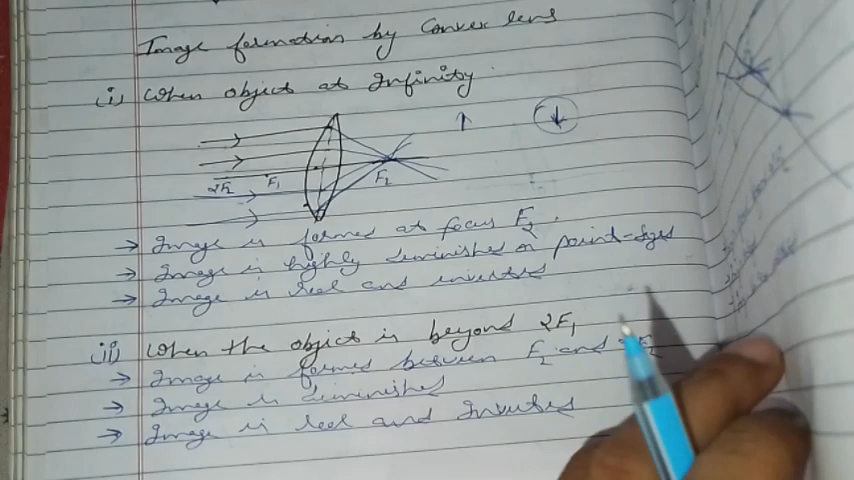 Image formation by Convex lens
(i) When object at Infinity
2F2 F1 F2
→ Image is formed at focus F2.
→ Image is highly diminished or point-sized
→ Image is real and inverted
(ii) When the object is beyond 2F1
→ Image is formed between F2 and 2F2
→ Image is diminished
→ Image is real and Inverted